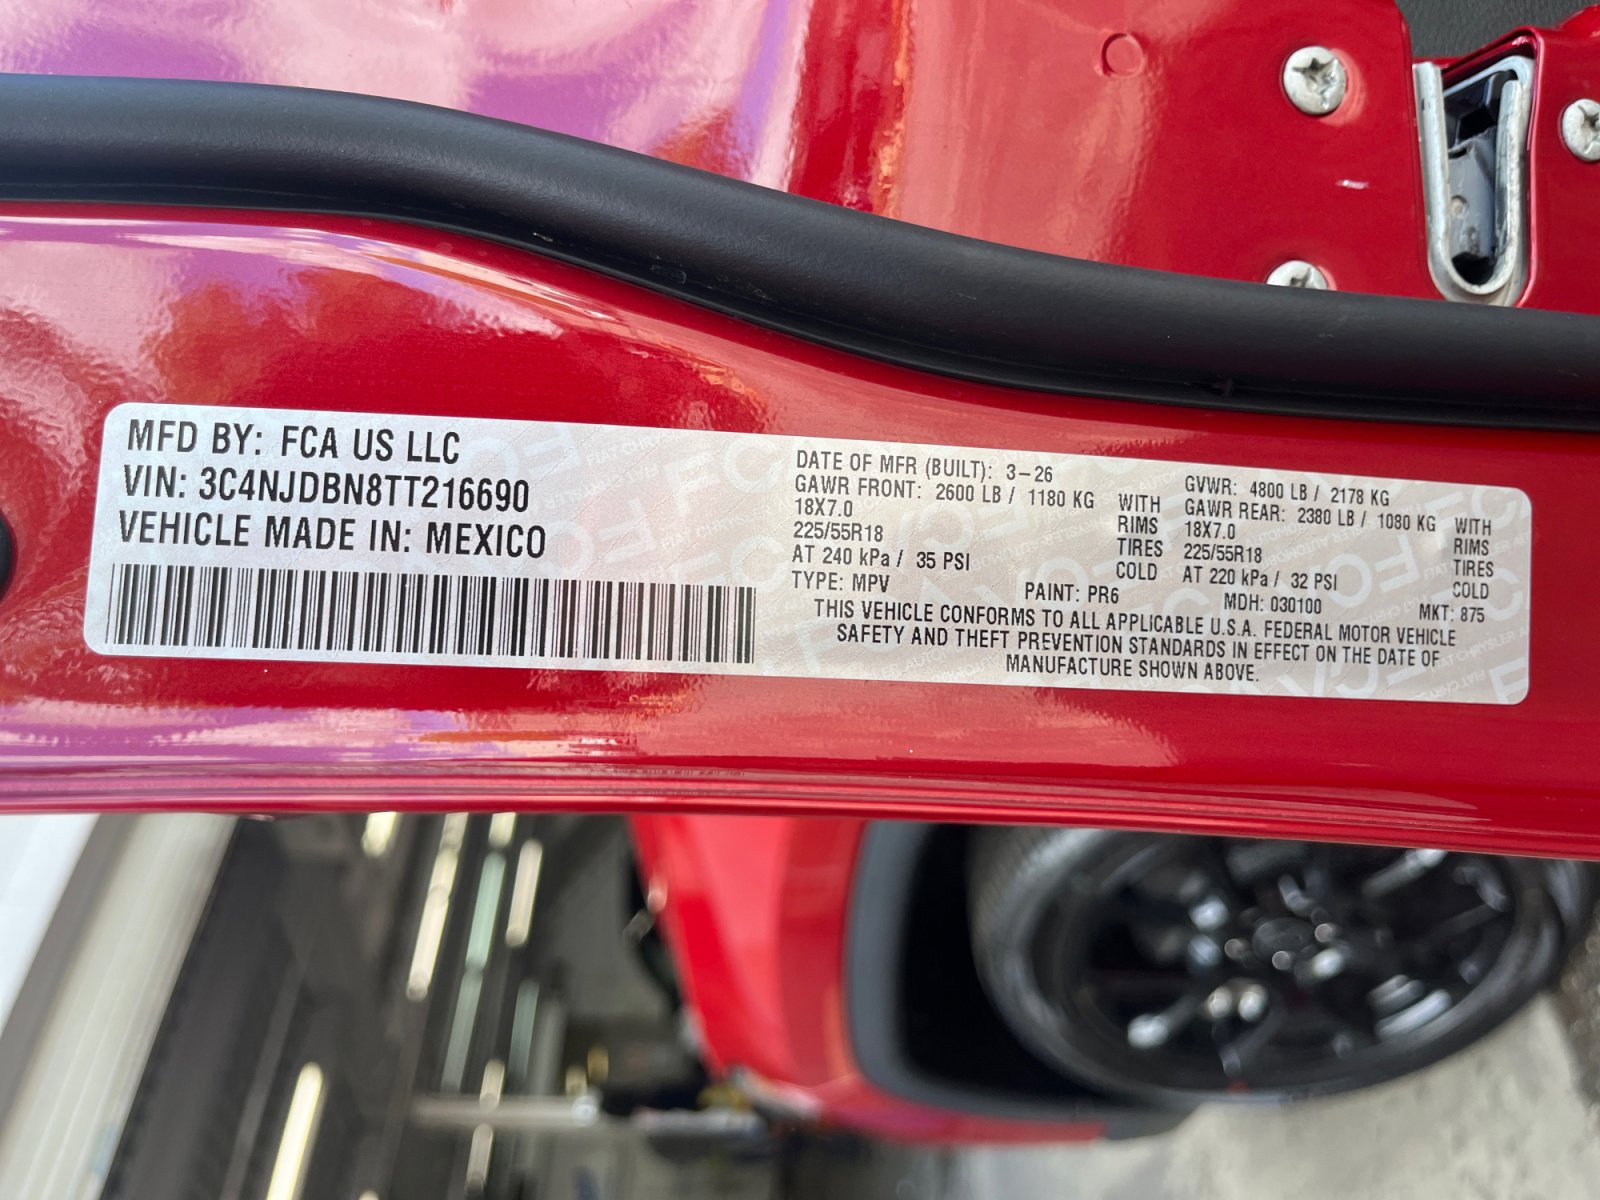 MFD BY: FCA US LLC
VIN: 3C4NJDBN8TT216690
VEHICLE MADE IN: MEXICO
DATE OF MFR (BUILT): 3-26
GAWR FRONT: 2600 LB / 1180 KG WITH
18X7.0 RIMS
225/55R18 TIRES
AT 240 kPa / 35 PSI COLD
GVWR: 4800 LB / 2178 KG
GAWR REAR: 2380 LB / 1080 KG WITH
18X7.0 RIMS
225/55R18 TIRES
AT 220 kPa / 32 PSI COLD
TYPE: MPV PAINT: PR6 MDH: 030100 MKT: 875
THIS VEHICLE CONFORMS TO ALL APPLICABLE U.S.A. FEDERAL MOTOR VEHICLE
SAFETY AND THEFT PREVENTION STANDARDS IN EFFECT ON THE DATE OF
MANUFACTURE SHOWN ABOVE.